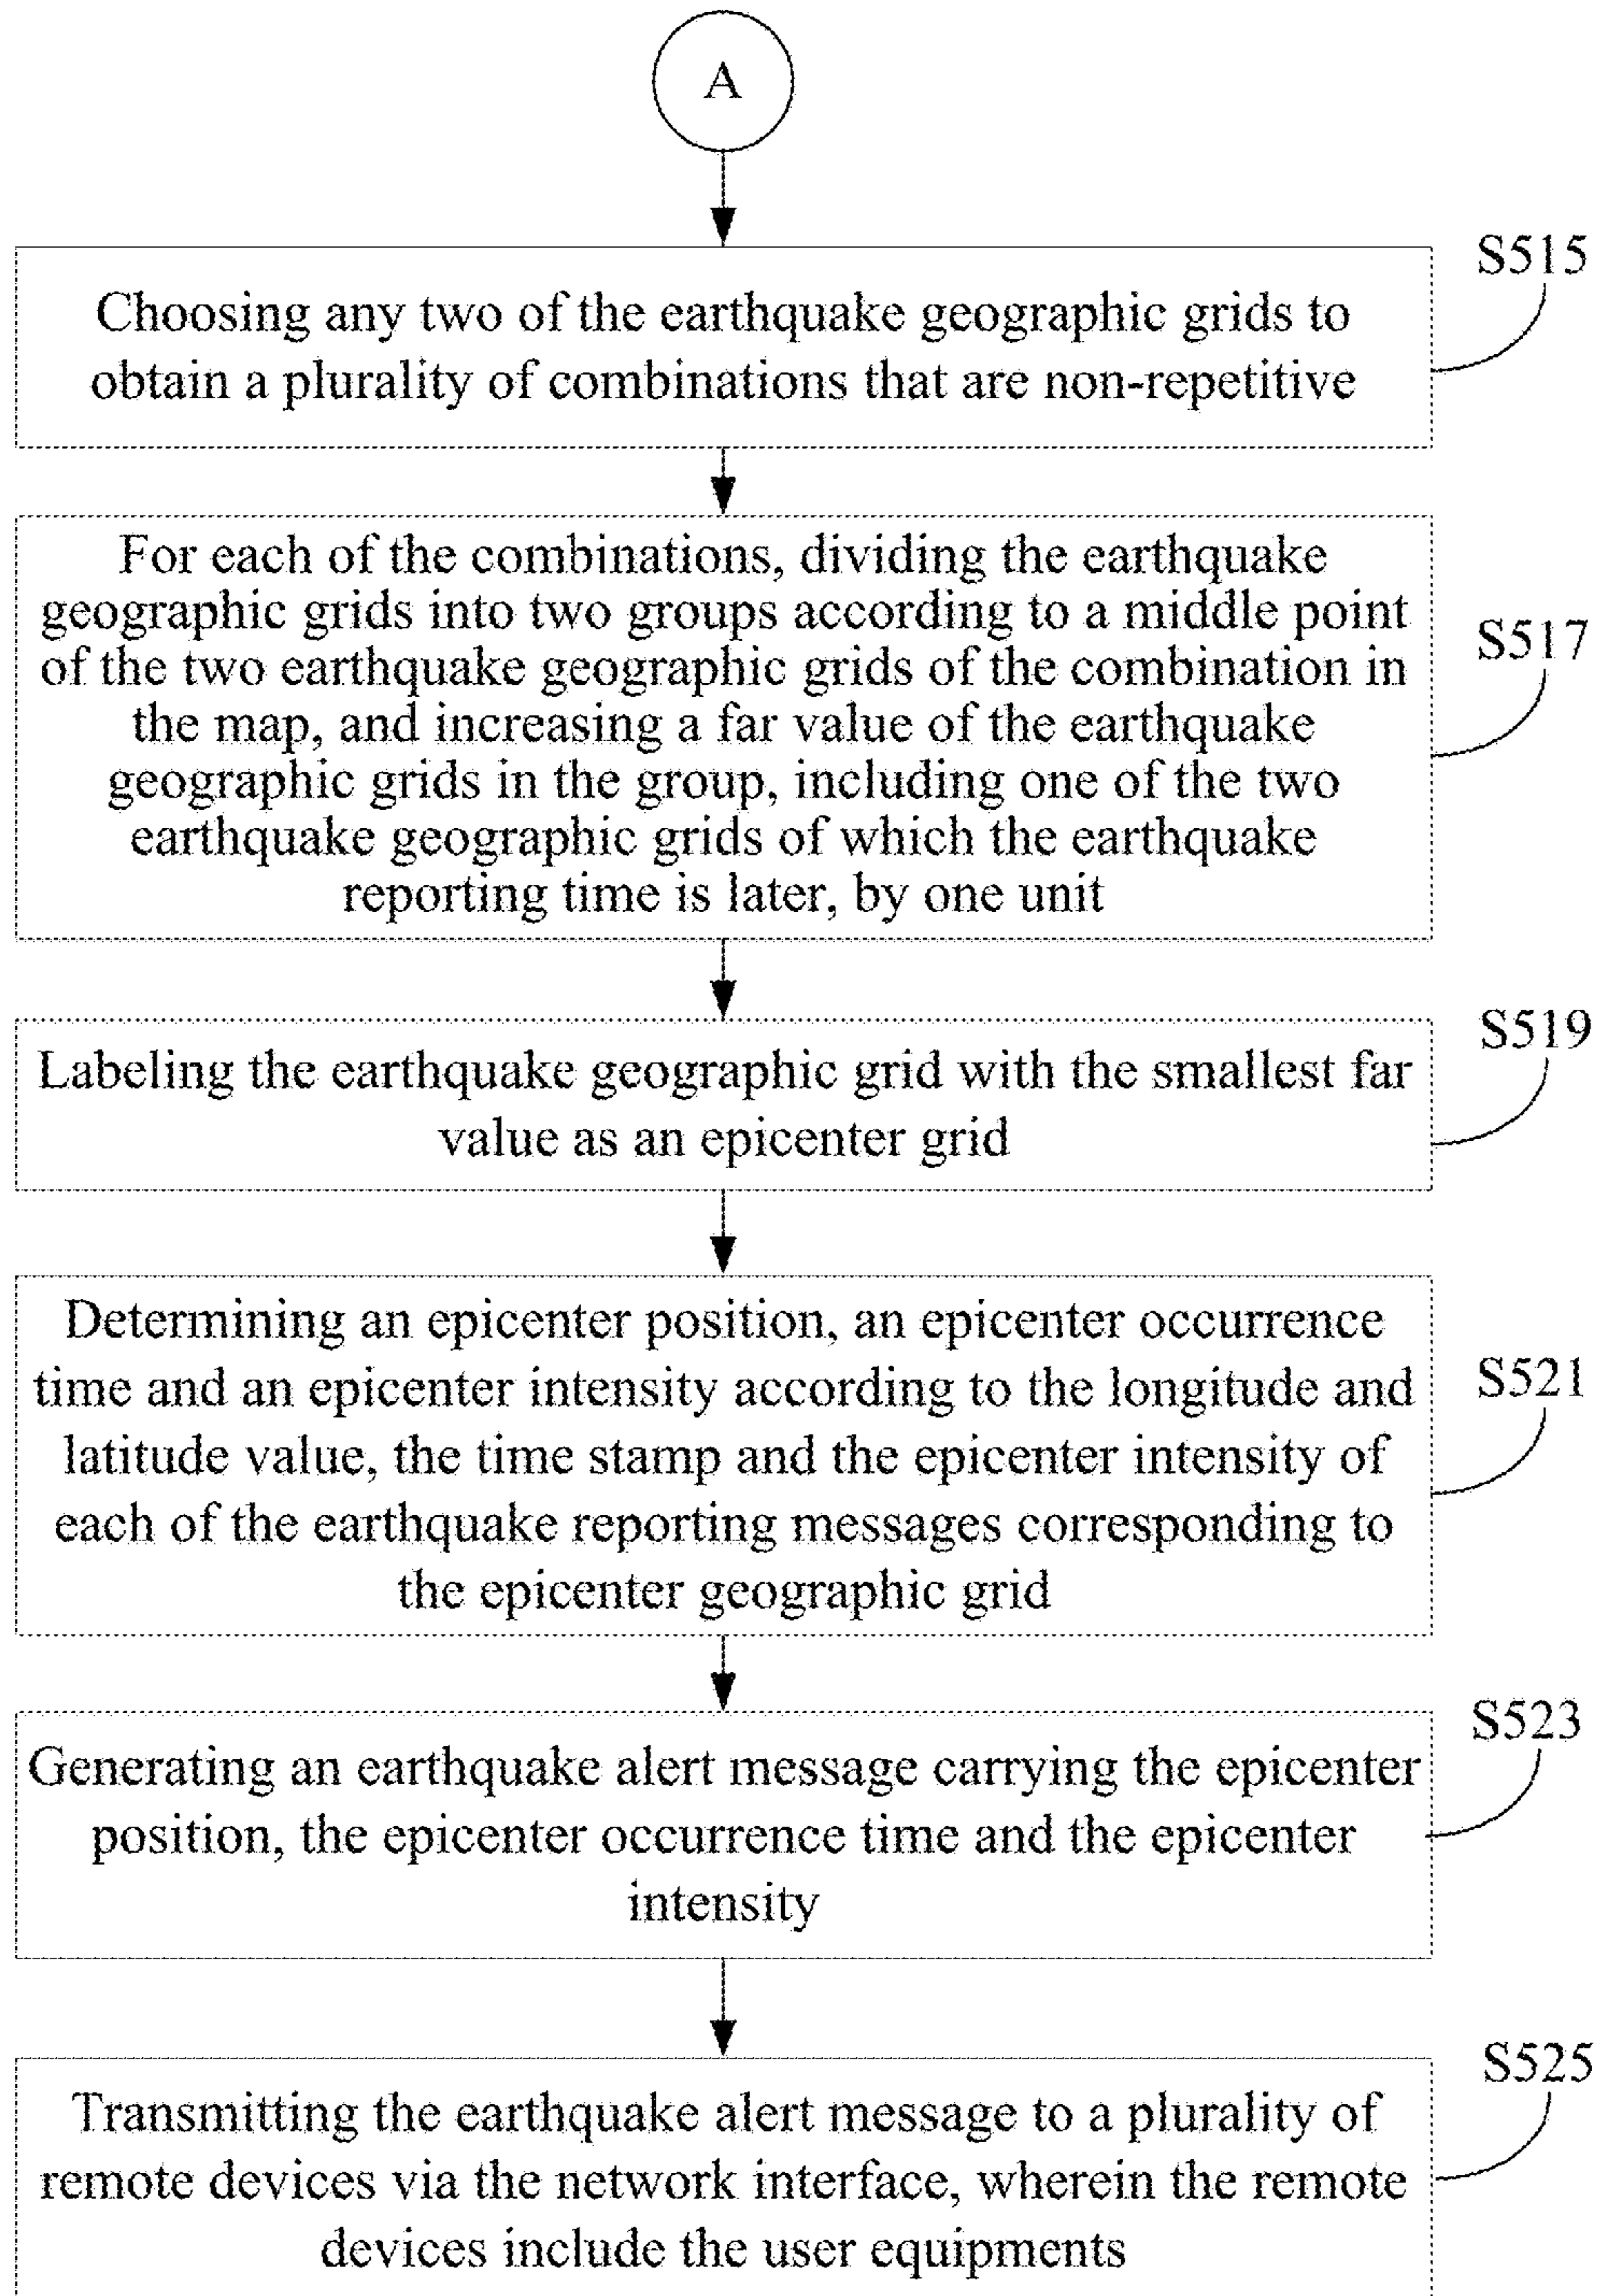 A
S515
Choosing any two of the earthquake geographic grids to
obtain a plurality of combinations that are non-repetitive
S517
For each of the combinations, dividing the earthquake
geographic grids into two groups according to a middle point
of the two earthquake geographic grids of the combination in
the map, and increasing a far value of the earthquake
geographic grids in the group, including one of the two
earthquake geographic grids of which the earthquake
reporting time is later, by one unit
S519
Labeling the earthquake geographic grid with the smallest far
value as an epicenter grid
S521
Determining an epicenter position, an epicenter occurrence
time and an epicenter intensity according to the longitude and
latitude value, the time stamp and the epicenter intensity of
each of the earthquake reporting messages corresponding to
the epicenter geographic grid
S523
Generating an earthquake alert message carrying the epicenter
position, the epicenter occurrence time and the epicenter
intensity
S525
Transmitting the earthquake alert message to a plurality of
remote devices via the network interface, wherein the remote
devices include the user equipments